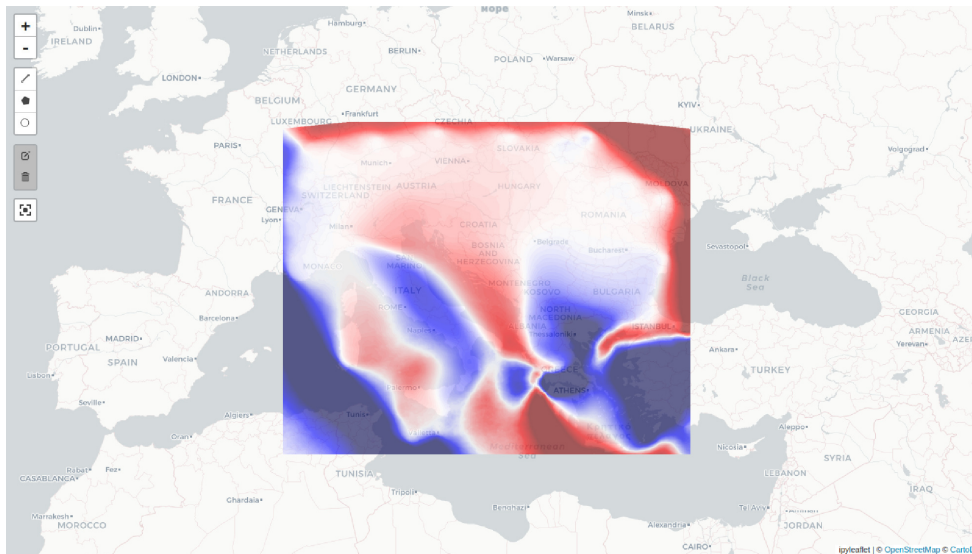 Hope
Minsk
BELARUS
Hamburg
Dublin
IRELAND
NETHERLANDS
BERLIN
POLAND
Warsaw
LONDON
GERMANY
BELGIUM
KYIV
Frankfurt
LUXEMBOURG
CZECHIA
UKRAINE
PARIS
SLOVAKIA
Volgograd
Munich
VIENNA
MOLDOVA
LIECHTENSTEIN
AUSTRIA
HUNGARY
SWITZERLAND
FRANCE
GENEVA
ROMANIA
Lyon
Milan
CROATIA
Belgrade
Sevastopol
BOSNIA
AND
HERZEGOVINA
Bucharest
SAN
MARINO
MONACO
Black
Sea
MONTENEGRO
ITALY
KOSOVO
BULGARIA
ANDORRA
ROME
NORTH
MACEDONIA
GEORGIA
Barcelona
ALBANIA
ISTANBUL
Naples
Thessaloniki
ARMENIA
MADRID
Yerevan
AZE
PORTUGAL
Ankara
SPAIN
Valencia
GREECE
TURKEY
Lisbon
Palermo
ATHENS
Seville
Algiers
Tunis
Aleppo
Oran
Nicosia
Mediterranean
Sea
SYRIA
Rabat
Fez
TUNISIA
LEBANON
CASABLANCA
Tripoli
IRAQ
Ghardaia
Benghazi
Tel Aviv
Marrakesh
MOROCCO
Alexandria
JORDAN
CAIRO
ipyleaflet | © OpenStreetMap © Carto